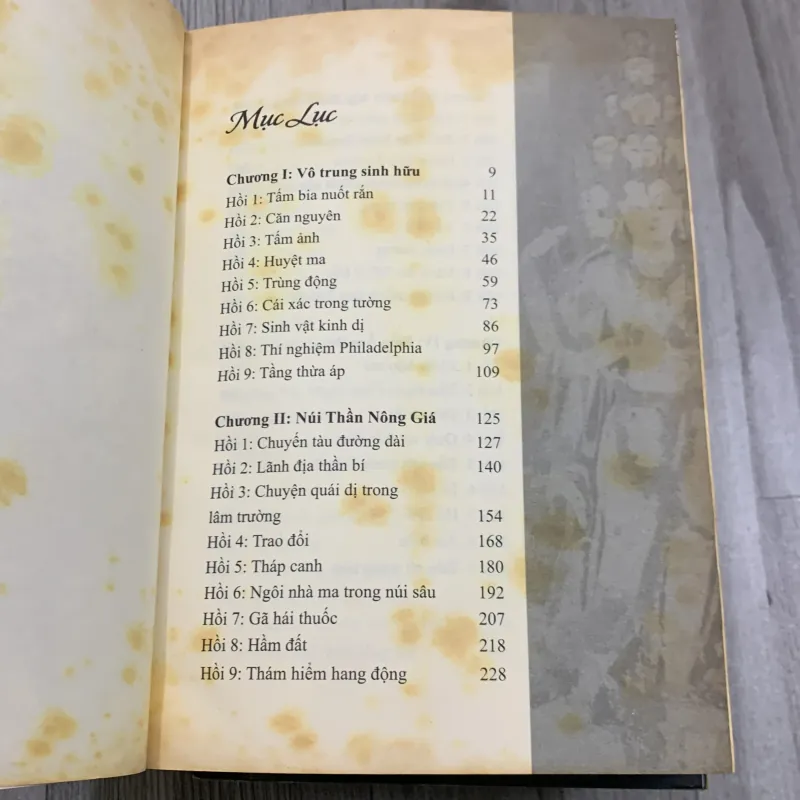 Mục Lục
Chương I: Vô trung sinh hữu 9
Hồi 1: Tấm bia nuốt rắn 11
Hồi 2: Căn nguyên 22
Hồi 3: Tấm ảnh 35
Hồi 4: Huyệt ma 46
Hồi 5: Trùng động 59
Hồi 6: Cái xác trong tường 73
Hồi 7: Sinh vật kinh dị 86
Hồi 8: Thí nghiệm Philadelphia 97
Hồi 9: Tầng thừa áp 109
Chương II: Núi Thần Nông Giá 125
Hồi 1: Chuyến tàu đường dài 127
Hồi 2: Lãnh địa thần bí 140
Hồi 3: Chuyện quái dị trong
lâm trường 154
Hồi 4: Trao đổi 168
Hồi 5: Tháp canh 180
Hồi 6: Ngôi nhà ma trong núi sâu 192
Hồi 7: Gã hái thuốc 207
Hồi 8: Hầm đất 218
Hồi 9: Thám hiểm hang động 228